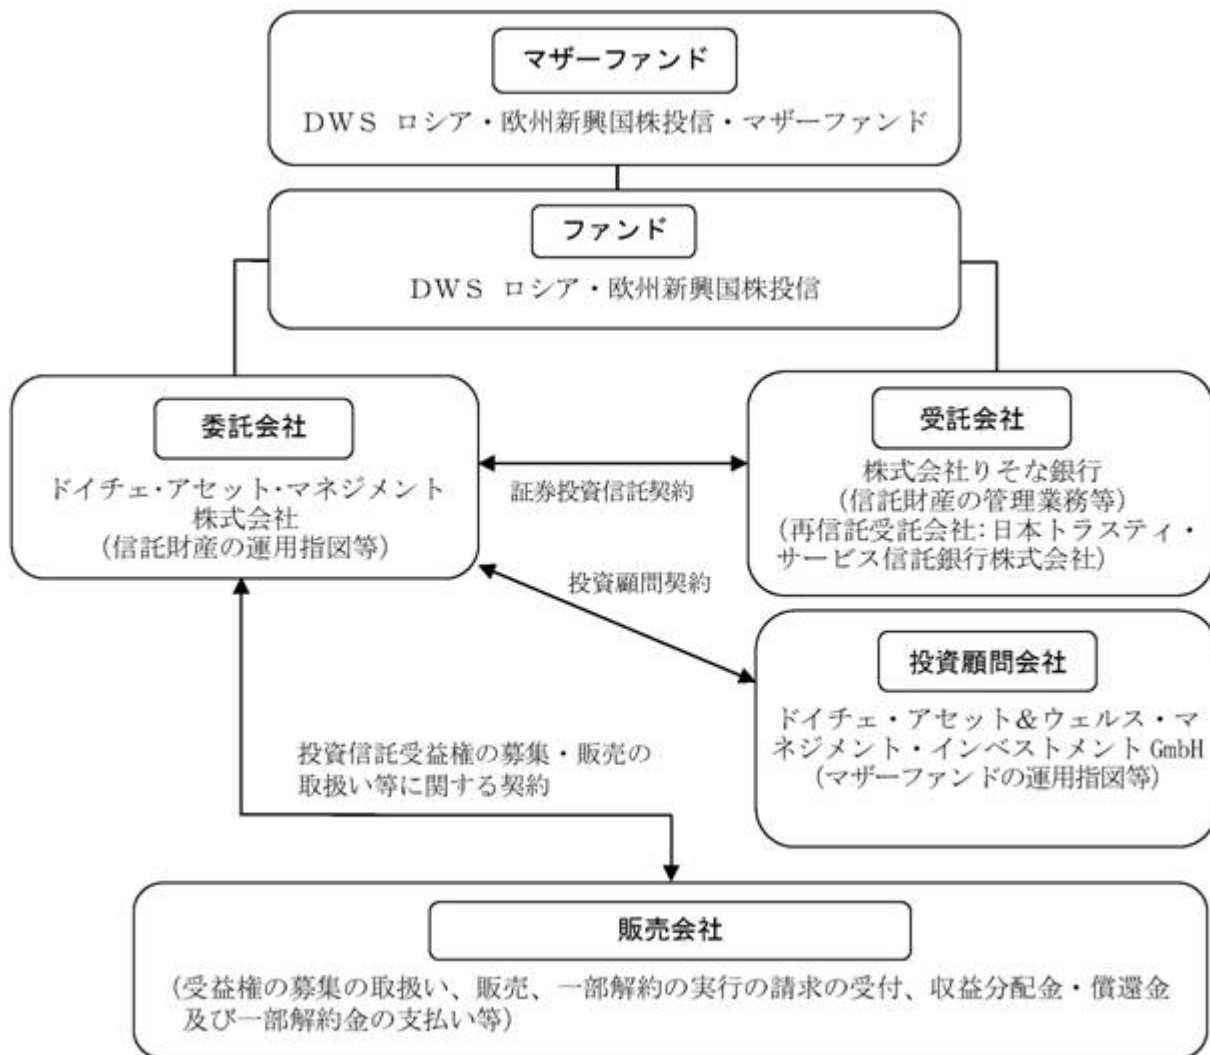 マザーファンド
DWS ロシア・欧州新興国株投信・マザーファンド
ファンド
DWS ロシア・欧州新興国株投信
委託会社
ドイチェ・アセット・マネジメント
株式会社
(信託財産の運用指図等)
証券投資信託契約
受託会社
株式会社りそな銀行
(信託財産の管理業務等)
(再信託受託会社:日本トラスティ・
サービス信託銀行株式会社)
投資顧問契約
投資顧問会社
ドイチェ・アセット＆ウェルス・マ
ネジメント・インベストメント GmbH
(マザーファンドの運用指図等)
投資信託受益権の募集・販売の
取扱い等に関する契約
販売会社
(受益権の募集の取扱い、販売、一部解約の実行の請求の受付、収益分配金・償還金
及び一部解約金の支払い等)